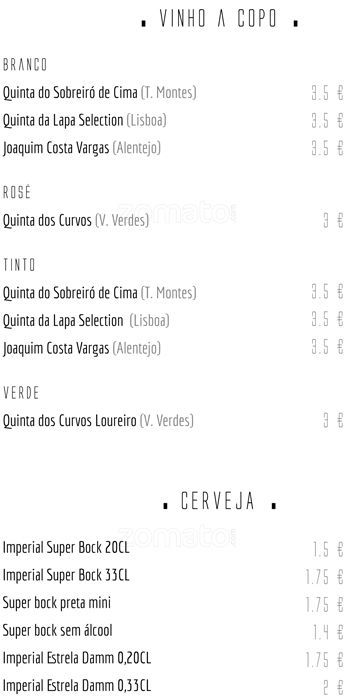 VINHO A COPO
BRANCO
Quinta do Sobreiró de Cima (T. Montes) 3.5 €
Quinta da Lapa Selection (Lisboa) 3.5 €
Joaquim Costa Vargas (Alentejo) 3.5 €
ROSÉ
Quinta dos Curvos (V. Verdes) 3 €
zomato.com
TINTO
Quinta do Sobreiró de Cima (T. Montes) 3.5 €
Quinta da Lapa Selection (Lisboa) 3.5 €
Joaquim Costa Vargas (Alentejo) 3.5 €
VERDE
Quinta dos Curvos Loureiro (V. Verdes) 3 €
CERVEJA
zomato.com
Imperial Super Bock 20CL 1.5 €
Imperial Super Bock 33CL 1.75 €
Super bock preta mini 1.75 €
Super bock sem álcool 1.4 €
Imperial Estrela Damm 0,20CL 1.75 €
Imperial Estrela Damm 0,33CL 2 €